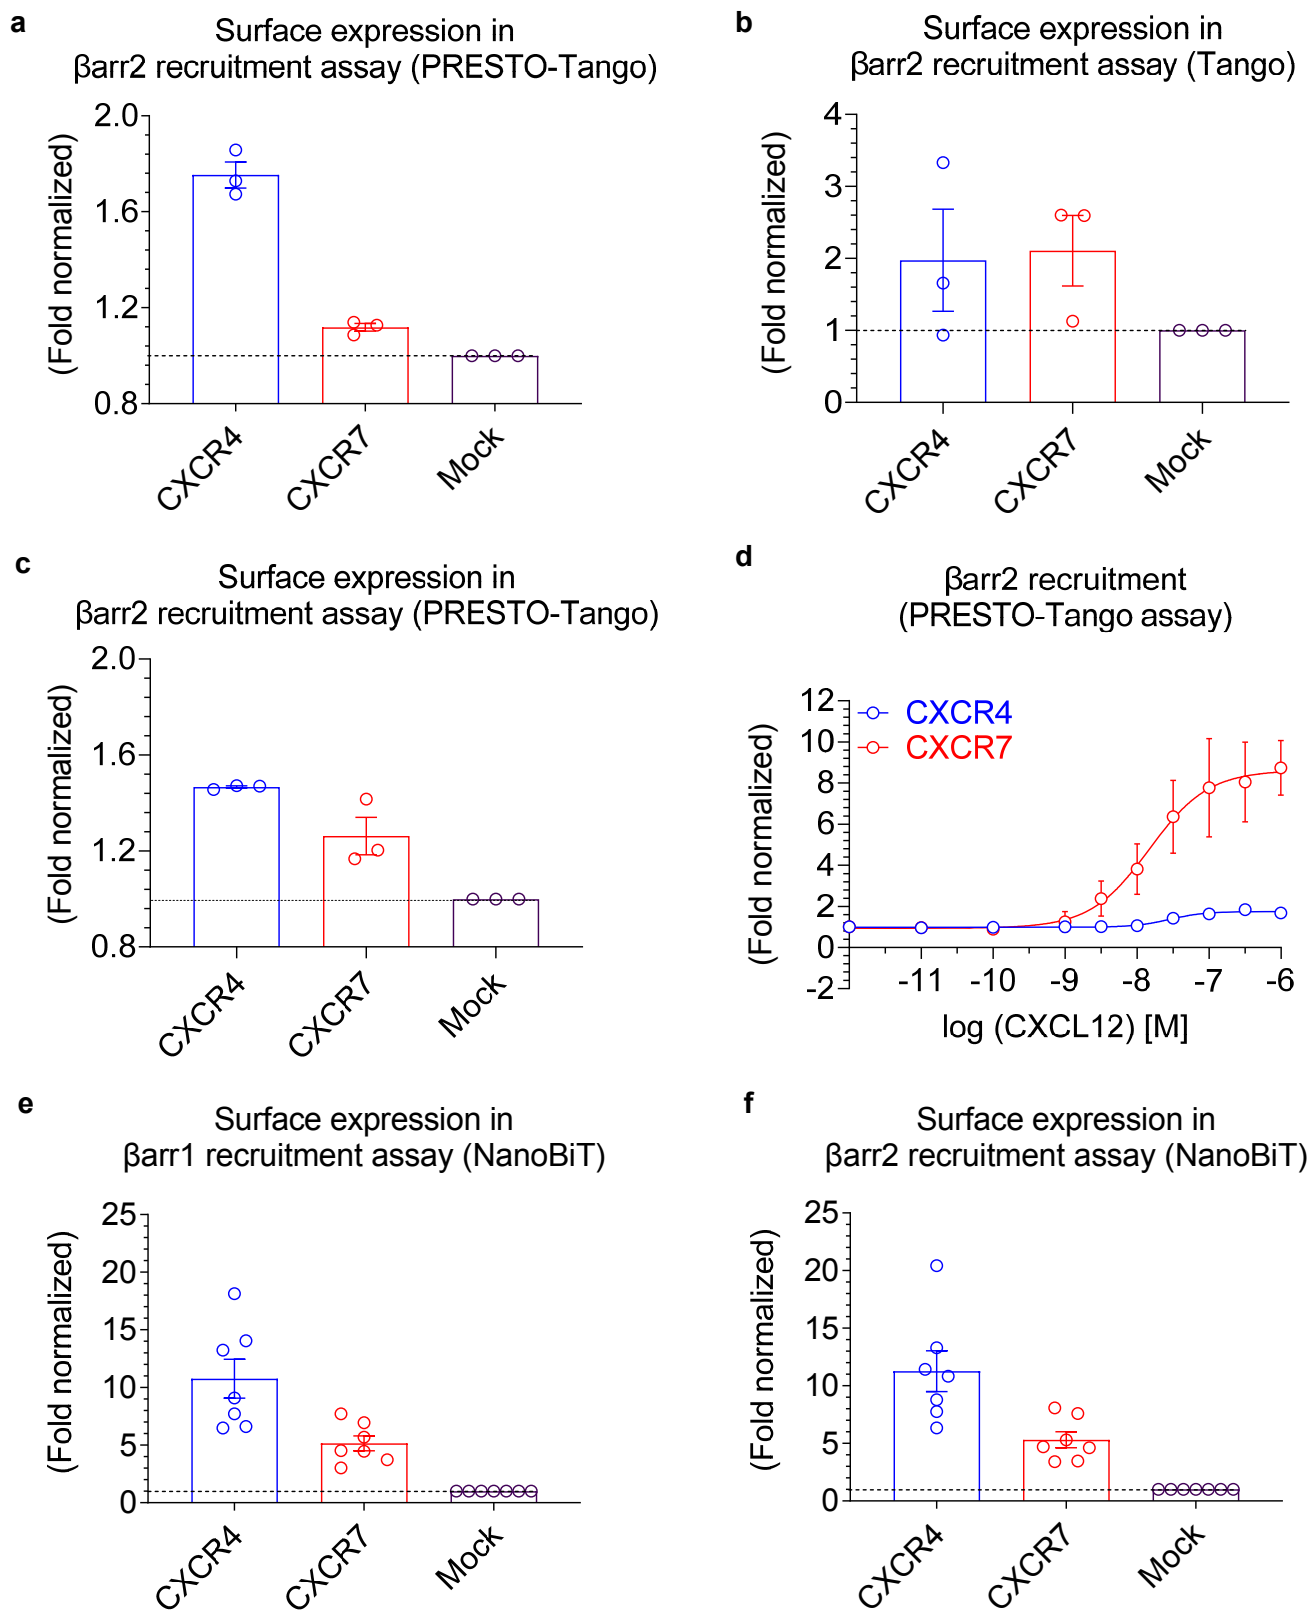 a
Surface expression in
βarr2 recruitment assay (PRESTO-Tango)
(Fold normalized)
2.0
1.6
1.2
0.8
CXCR4
CXCR7
Mock
b
Surface expression in
βarr2 recruitment assay (Tango)
(Fold normalized)
4
3
2
1
0
CXCR4
CXCR7
Mock
c
Surface expression in
βarr2 recruitment assay (PRESTO-Tango)
(Fold normalized)
2.0
1.6
1.2
0.8
CXCR4
CXCR7
Mock
d
βarr2 recruitment
(PRESTO-Tango assay)
(Fold normalized)
12
10
8
6
4
2
0
-2
CXCR4
CXCR7
-11 -10 -9 -8 -7 -6
log (CXCL12) [M]
e
Surface expression in
βarr1 recruitment assay (NanoBiT)
(Fold normalized)
25
20
15
10
5
0
CXCR4
CXCR7
Mock
f
Surface expression in
βarr2 recruitment assay (NanoBiT)
(Fold normalized)
25
20
15
10
5
0
CXCR4
CXCR7
Mock